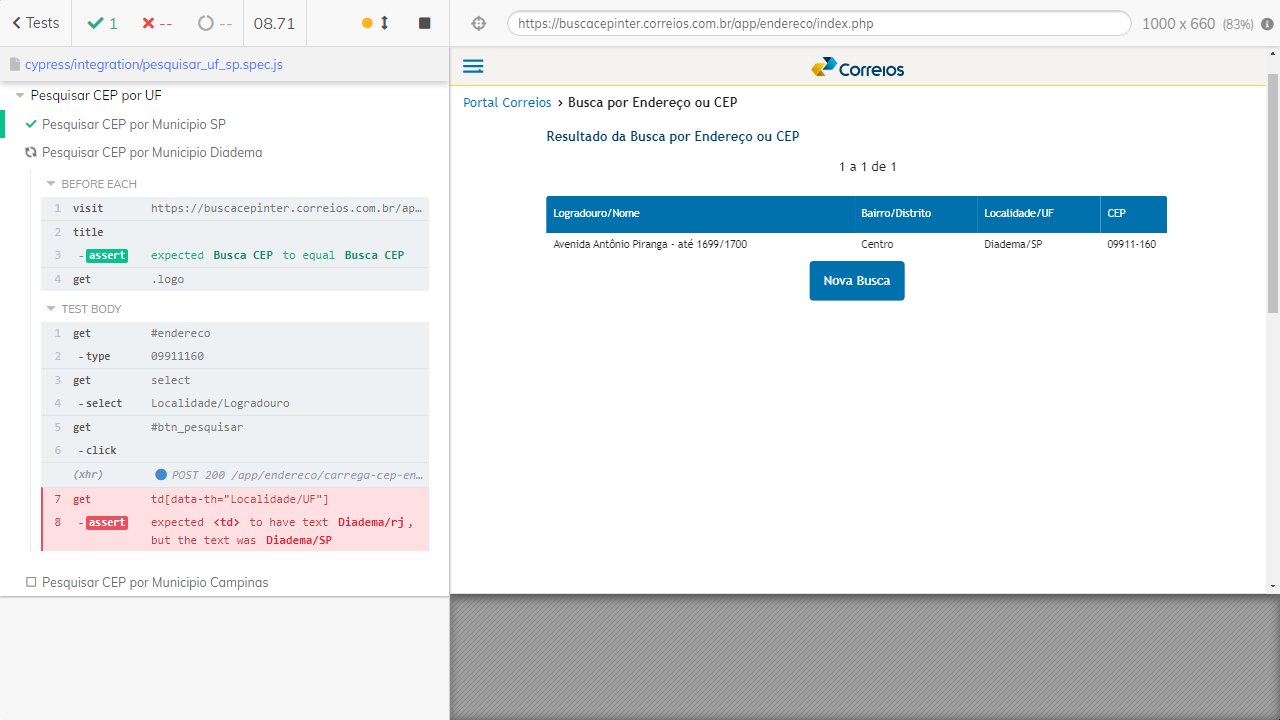 Tests
1
--
--
08.71
https://buscacepinter.correios.com.br/app/endereco/index.php
1000 x 660 (83%)
cypress/integration/pesquisar_uf_sp.spec.js
Pesquisar CEP por UF
Pesquisar CEP por Municipio SP
Pesquisar CEP por Municipio Diadema
BEFORE EACH
1 visit https://buscacepinter.correios.com.br/ap…
2 title
3 -assert expected Busca CEP to equal Busca CEP
4 get .logo
TEST BODY
1 get #endereco
2 -type 09911160
3 get select
4 -select Localidade/Logradouro
5 get #btn_pesquisar
6 -click
(xhr) POST 200 /app/endereco/carrega-cep-en…
7 get td[data-th="Localidade/UF"]
8 -assert expected <td> to have text Diadema/rj,
but the text was Diadema/SP
Pesquisar CEP por Municipio Campinas
Correios
Portal Correios > Busca por Endereço ou CEP
Resultado da Busca por Endereço ou CEP
1 a 1 de 1
Logradouro/Nome Bairro/Distrito Localidade/UF CEP
Avenida Antônio Piranga - até 1699/1700 Centro Diadema/SP 09911-160
Nova Busca